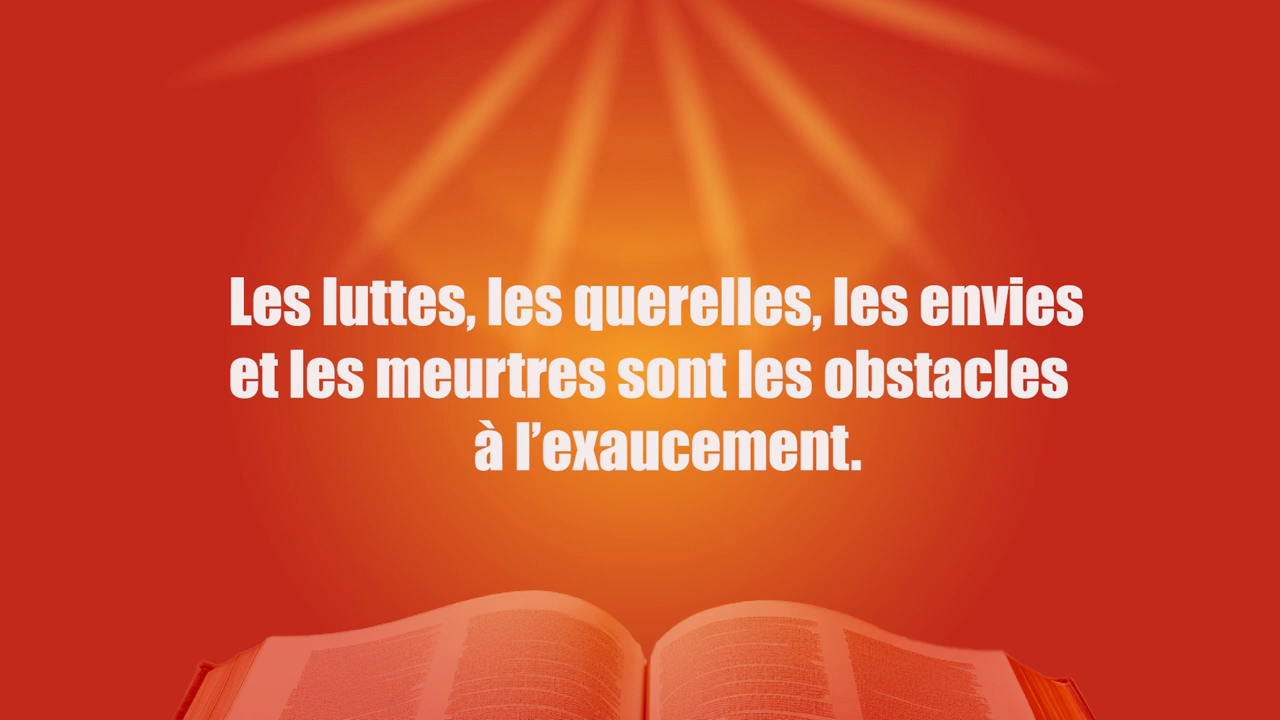 Les luttes, les querelles, les envies
et les meurtres sont les obstacles
à l’exaucement.